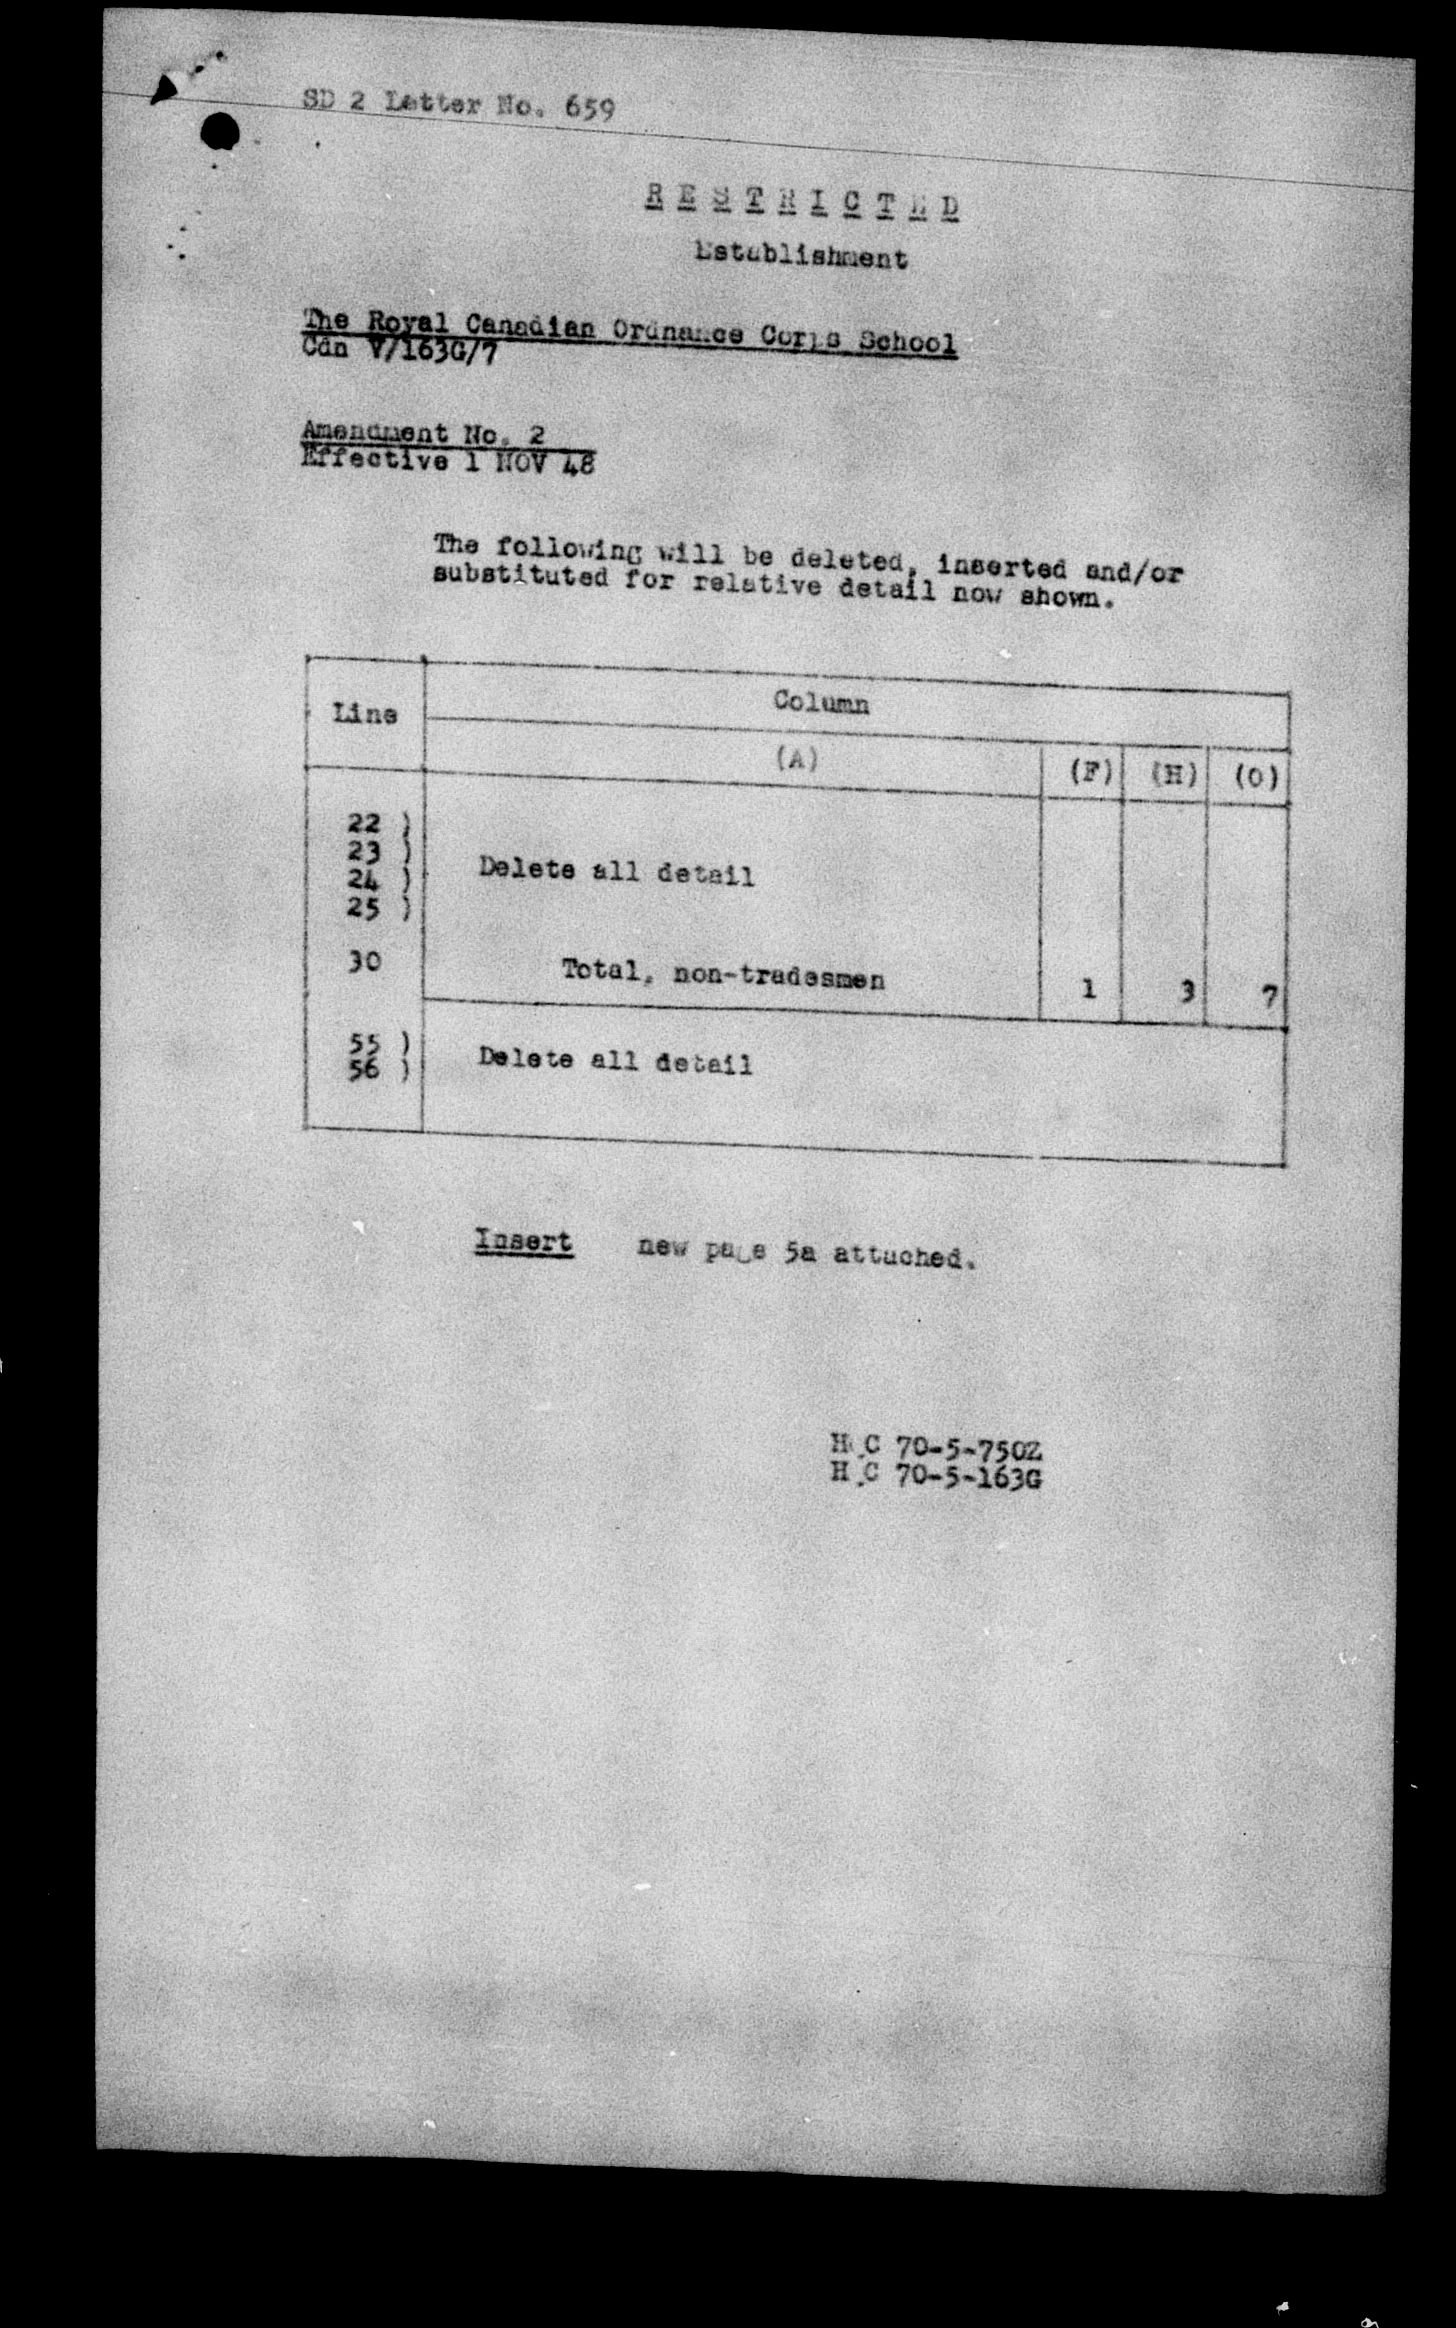 SD 2 Letter No. 659
R E S T R I C T E D
Establishment
The Royal Canadian Ordnance Corps School
Cdn V/163G/7
Amendment No. 2
Effective 1 NOV 48
The following will be deleted, inserted and/or
substituted for relative detail now shown.
Line Column
(A) (F) (H) (O)
22 )
23 )
24 ) Delete all detail
25 )
30 Total, non-tradesmen 1 3 7
55 ) Delete all detail
56 )
Insert new page 5a attached.
HQC 70-5-750Z
HQC 70-5-163G